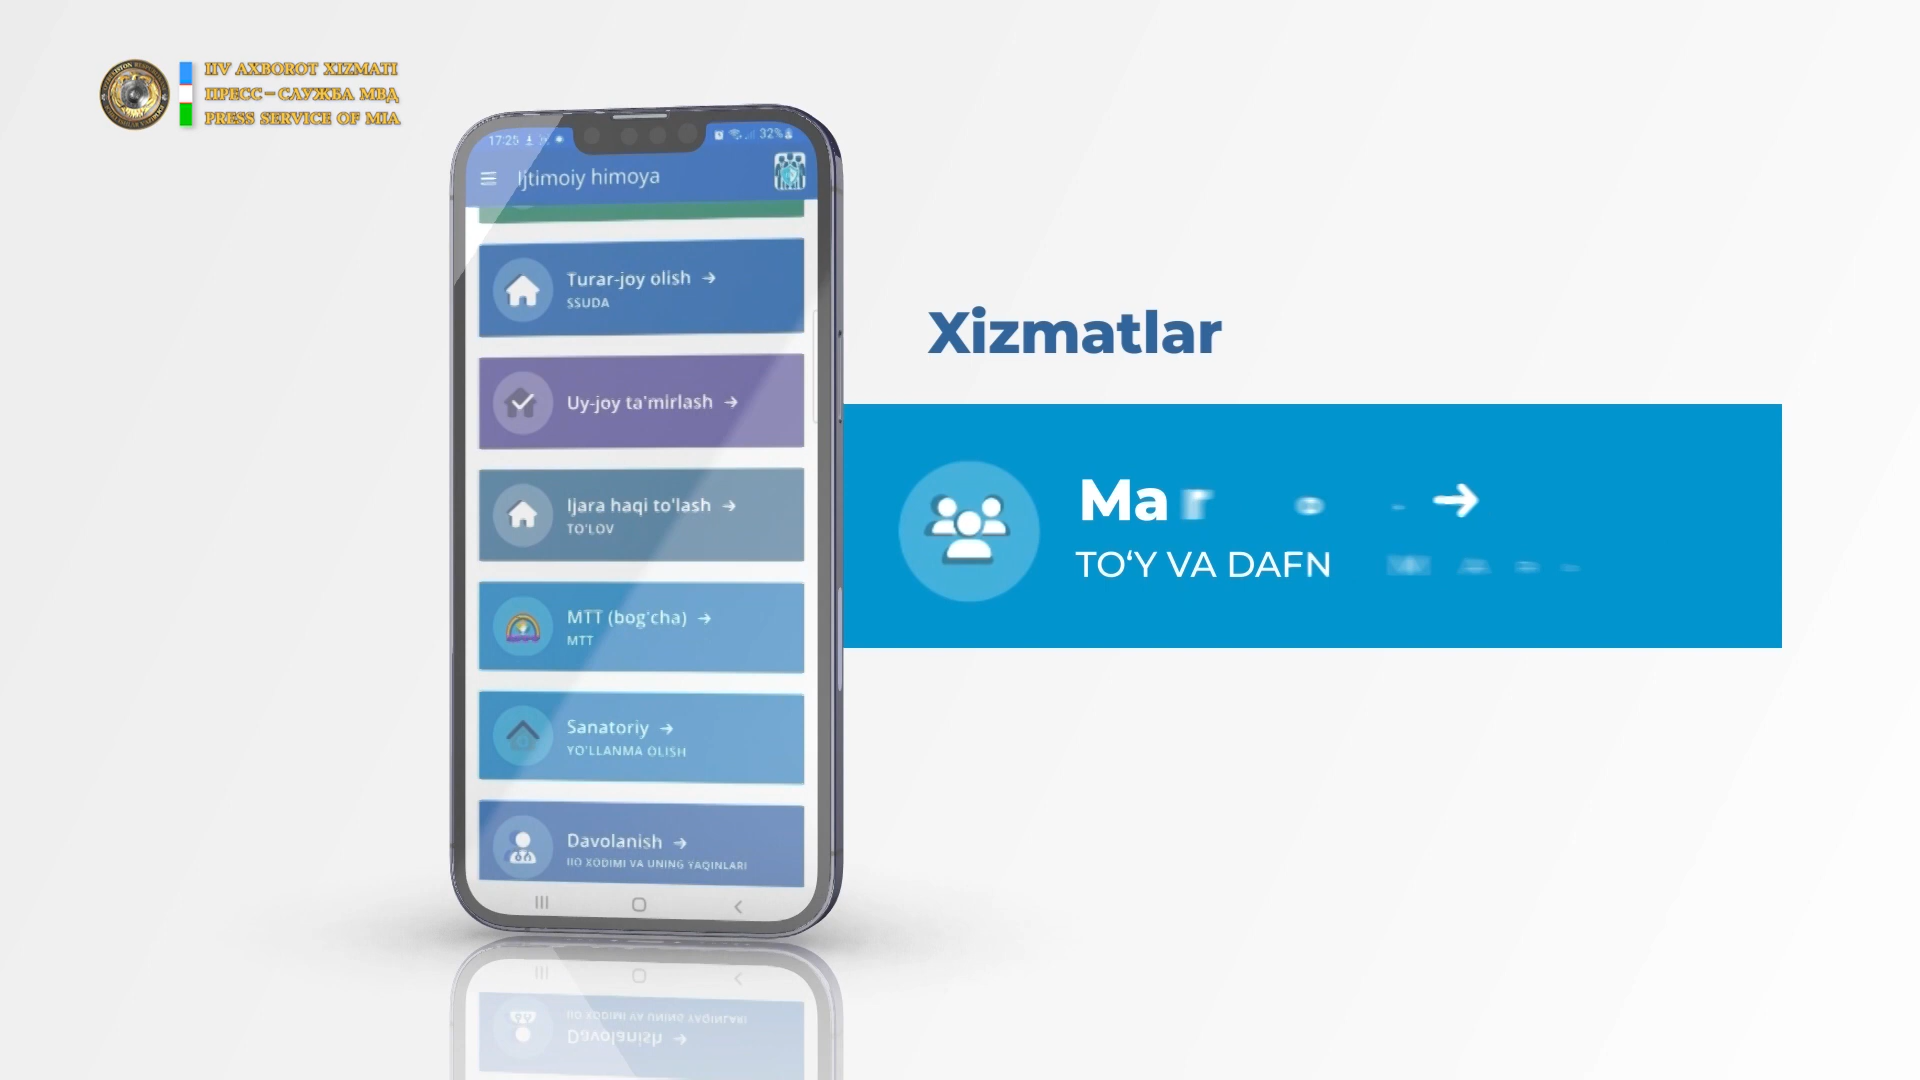 IIV AXBOROT XIZMATI
ПРЕСС-СЛУЖБА МВД
PRESS SERVICE OF MIA
17:25
32%
Ijtimoiy himoya
Turar-joy olish →
SSUDA
Uy-joy ta'mirlash →
Ijara haqi to'lash →
TO'LOV
MTT (bog'cha) →
MTT
Sanatoriy →
YO'LLANMA OLISH
Davolanish →
IIO XODIMI VA UNING YAQINLARI
Xizmatlar
Mar →
TO‘Y VA DAFN